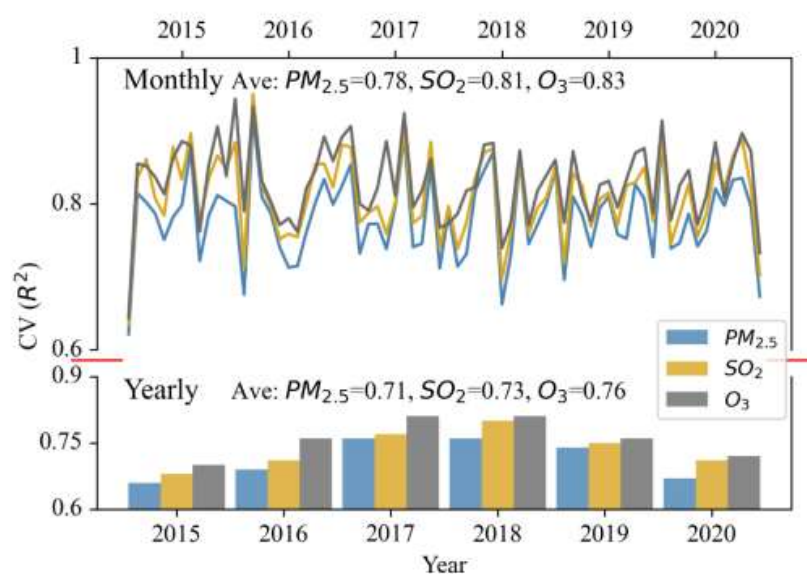 2015 2016 2017 2018 2019 2020
1
Monthly Ave: PM2.5=0.78, SO2=0.81, O3=0.83
0.8
CV (R²)
0.6
PM2.5
SO2
O3
0.9
Yearly Ave: PM2.5=0.71, SO2=0.73, O3=0.76
0.75
0.6
2015 2016 2017 2018 2019 2020
Year